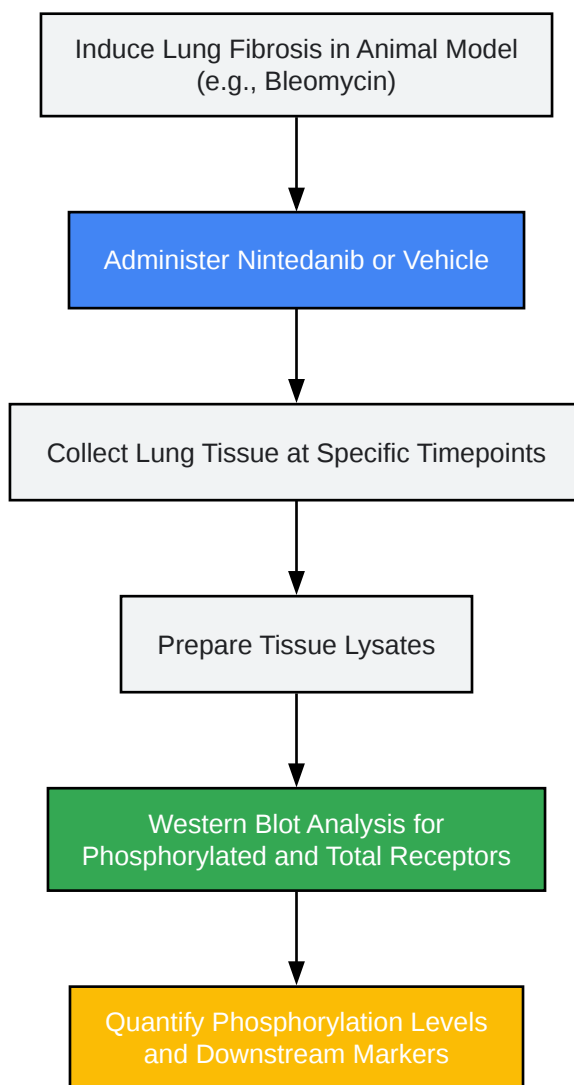 Induce Lung Fibrosis in Animal Model
(e.g., Bleomycin)
Administer Nintedanib or Vehicle
Collect Lung Tissue at Specific Timepoints
Prepare Tissue Lysates
Western Blot Analysis for
Phosphorylated and Total Receptors
Quantify Phosphorylation Levels
and Downstream Markers